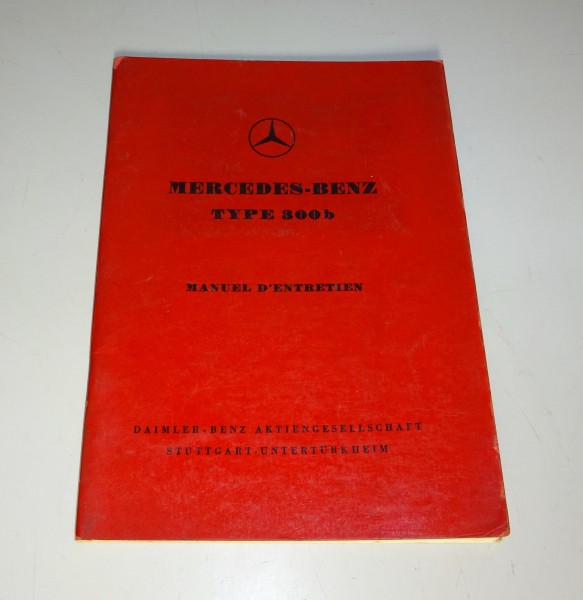 MERCEDES-BENZ
TYPE 300b
MANUEL D'ENTRETIEN
DAIMLER-BENZ AKTIENGESELLSCHAFT
STUTTGART-UNTERTÜRKHEIM